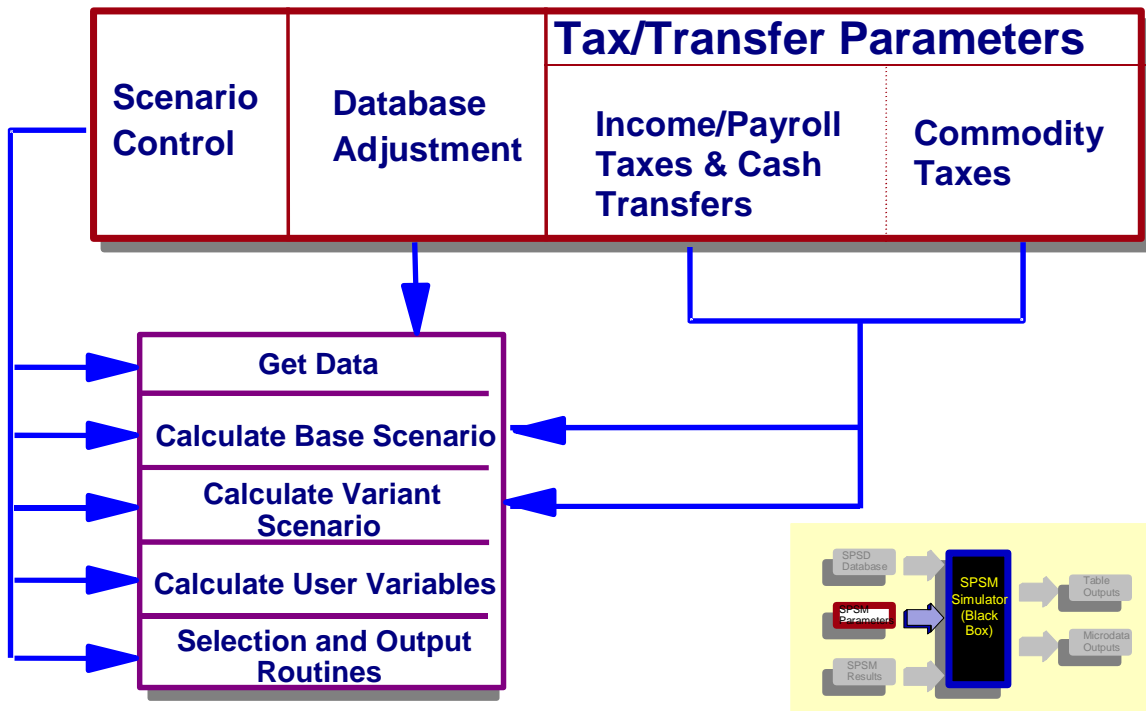 Tax/Transfer Parameters
Scenario
Control
Database
Adjustment
Income/Payroll
Taxes & Cash
Transfers
Commodity
Taxes
Get Data
Calculate Base Scenario
Calculate Variant
Scenario
Calculate User Variables
Selection and Output
Routines
SPSD
Database
SPSM
Parameters
SPSM
Results
SPSM
Simulator
(Black
Box)
Table
Outputs
Microdata
Outputs